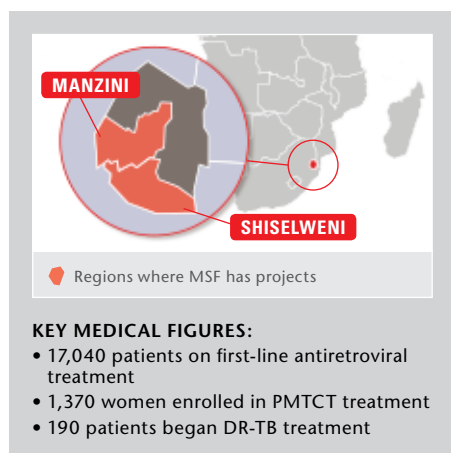 MANZINI
SHISELWENI
Regions where MSF has projects
KEY MEDICAL FIGURES:
• 17,040 patients on first-line antiretroviral
treatment
• 1,370 women enrolled in PMTCT treatment
• 190 patients began DR-TB treatment